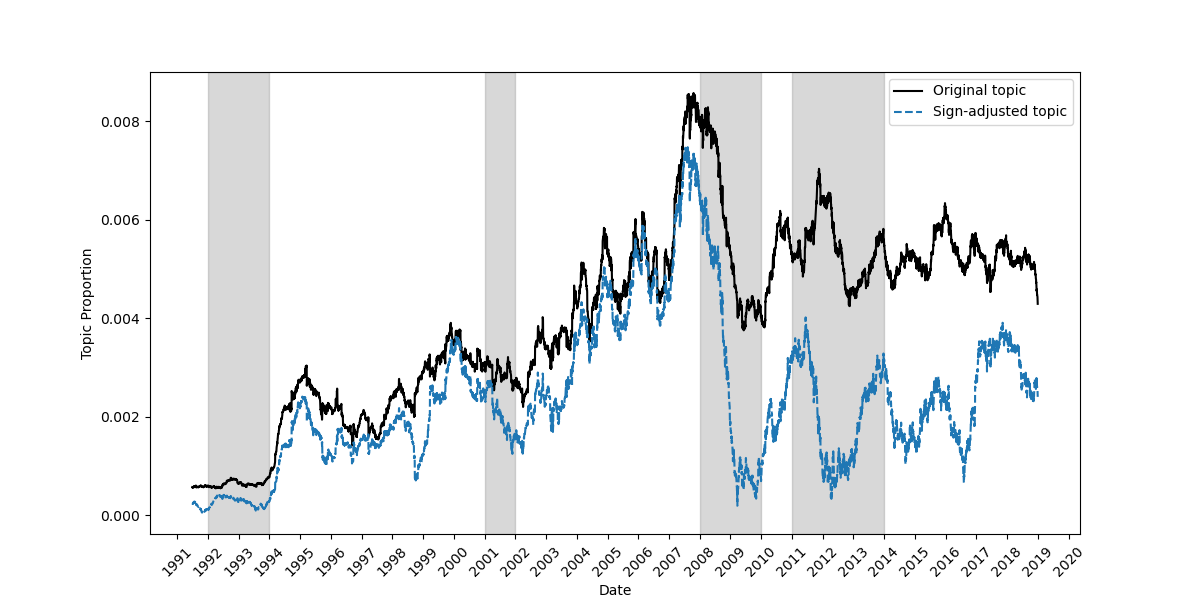 Original topic
Sign-adjusted topic
Topic Proportion
0.008
0.006
0.004
0.002
0.000
1991 1992 1993 1994 1995 1996 1997 1998 1999 2000 2001 2002 2003 2004 2005 2006 2007 2008 2009 2010 2011 2012 2013 2014 2015 2016 2017 2018 2019 2020
Date